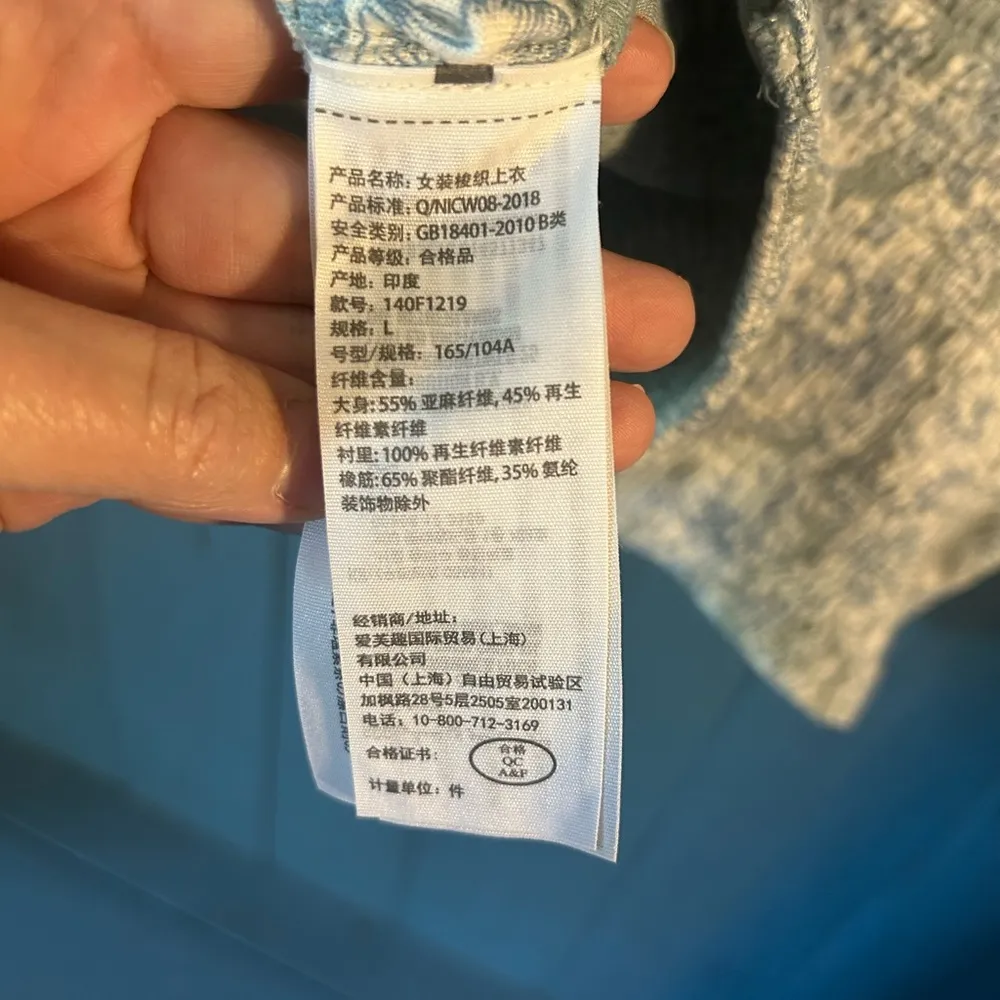 产品名称: 女装梭织上衣
产品标准: Q/NICW08-2018
安全类别: GB18401-2010 B类
产品等级: 合格品
产地: 印度
款号: 140F1219
规格: L
号型/规格: 165/104A
纤维含量:
大身: 55% 亚麻纤维, 45% 再生
纤维素纤维
衬里: 100% 再生纤维素纤维
橡筋: 65% 聚酯纤维, 35% 氨纶
装饰物除外
经销商/地址:
爱芙趣国际贸易(上海)
有限公司
中国（上海）自由贸易试验区
加枫路28号5层2505室200131
电话: 10-800-712-3169
合格证书:
合格
QC
A&F
计量单位: 件